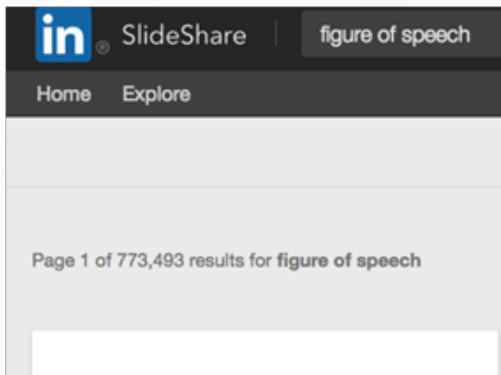 in ® SlideShare figure of speech
Home Explore
Page 1 of 773,493 results for figure of speech